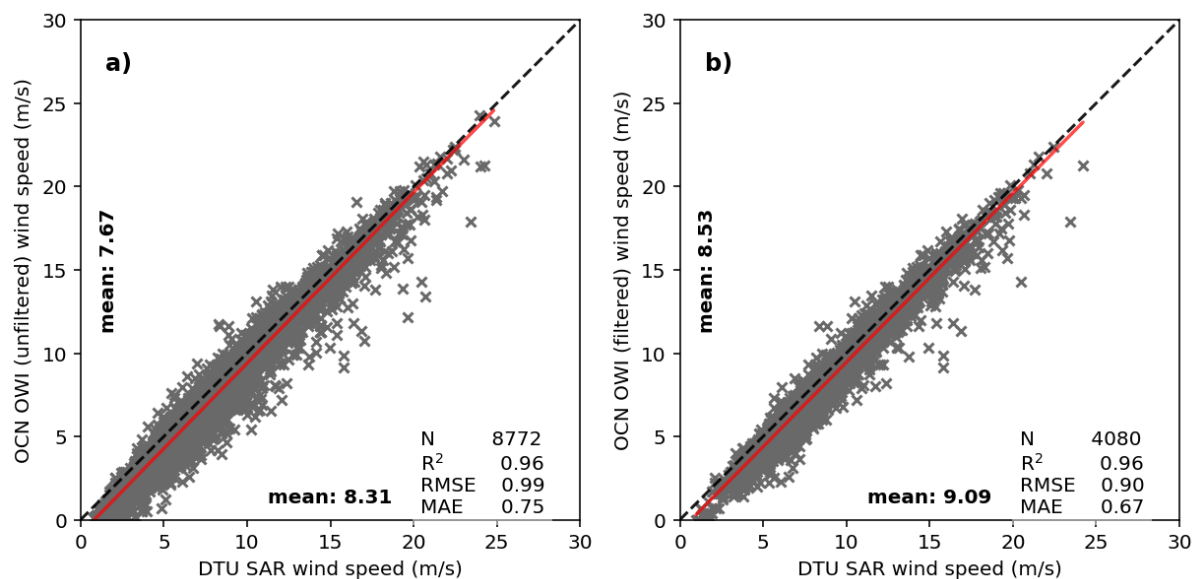 a)
OCN OWI (unfiltered) wind speed (m/s)
30
25
20
15
10
5
0
mean: 7.67
mean: 8.31
N 8772
R² 0.96
RMSE 0.99
MAE 0.75
0 5 10 15 20 25 30
DTU SAR wind speed (m/s)
b)
OCN OWI (filtered) wind speed (m/s)
30
25
20
15
10
5
0
mean: 8.53
mean: 9.09
N 4080
R² 0.96
RMSE 0.90
MAE 0.67
0 5 10 15 20 25 30
DTU SAR wind speed (m/s)